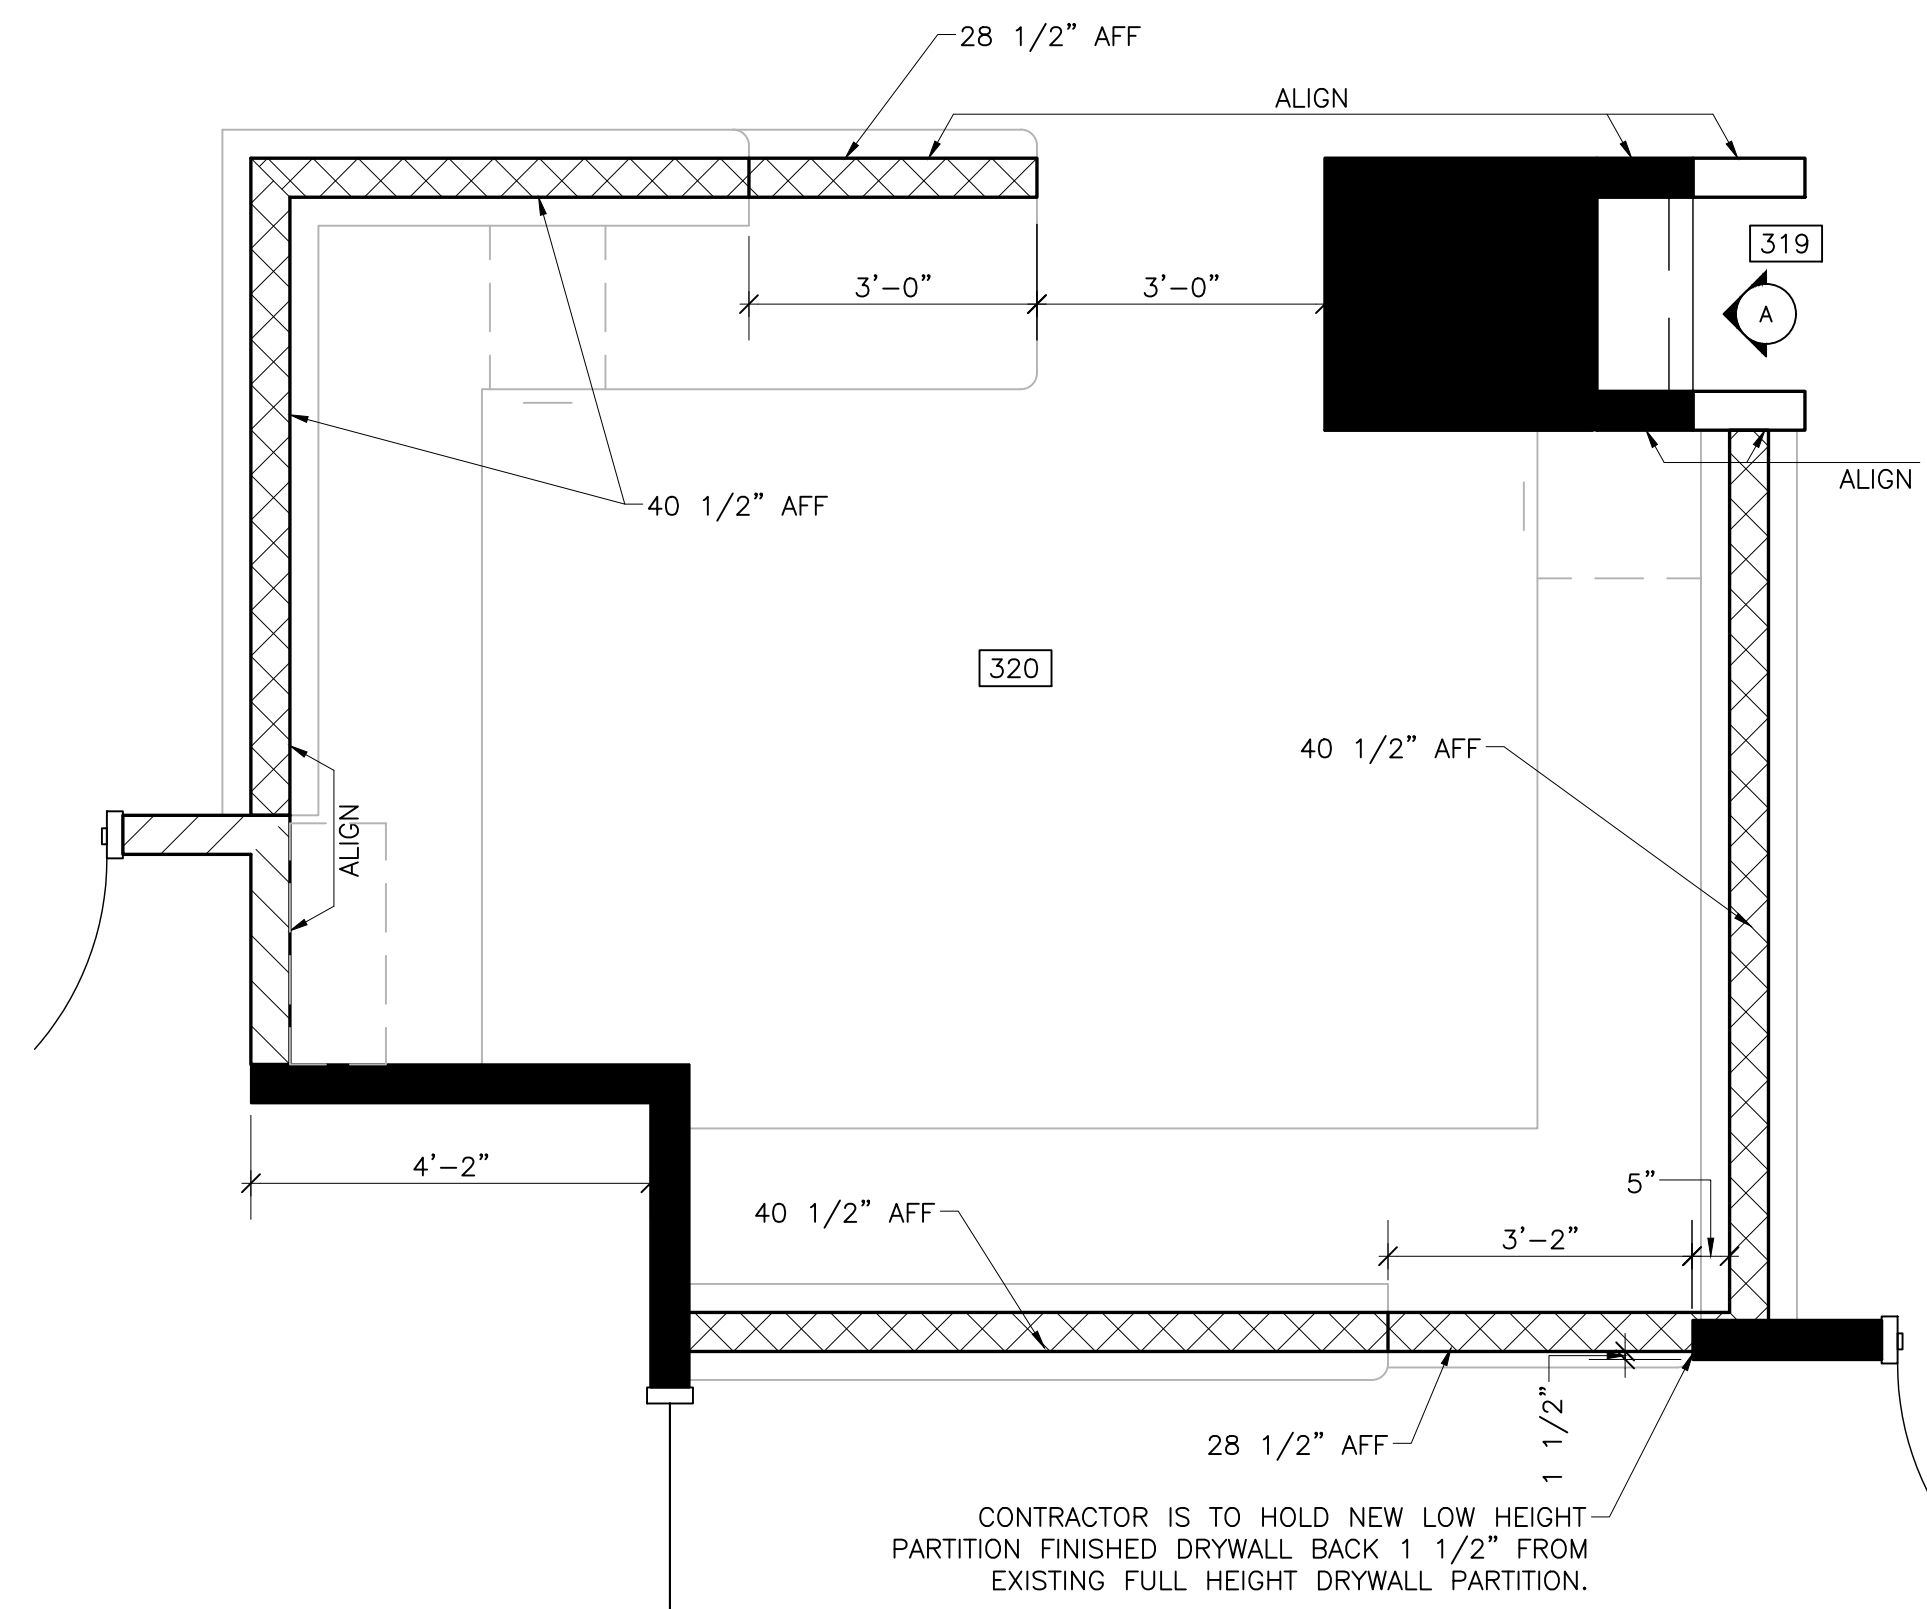 28 1/2" AFF
ALIGN
319
3'-0"
3'-0"
A
ALIGN
40 1/2" AFF
320
40 1/2" AFF
ALIGN
4'-2"
5"
40 1/2" AFF
3'-2"
1 1/2"
28 1/2" AFF
CONTRACTOR IS TO HOLD NEW LOW HEIGHT
PARTITION FINISHED DRYWALL BACK 1 1/2" FROM
EXISTING FULL HEIGHT DRYWALL PARTITION.